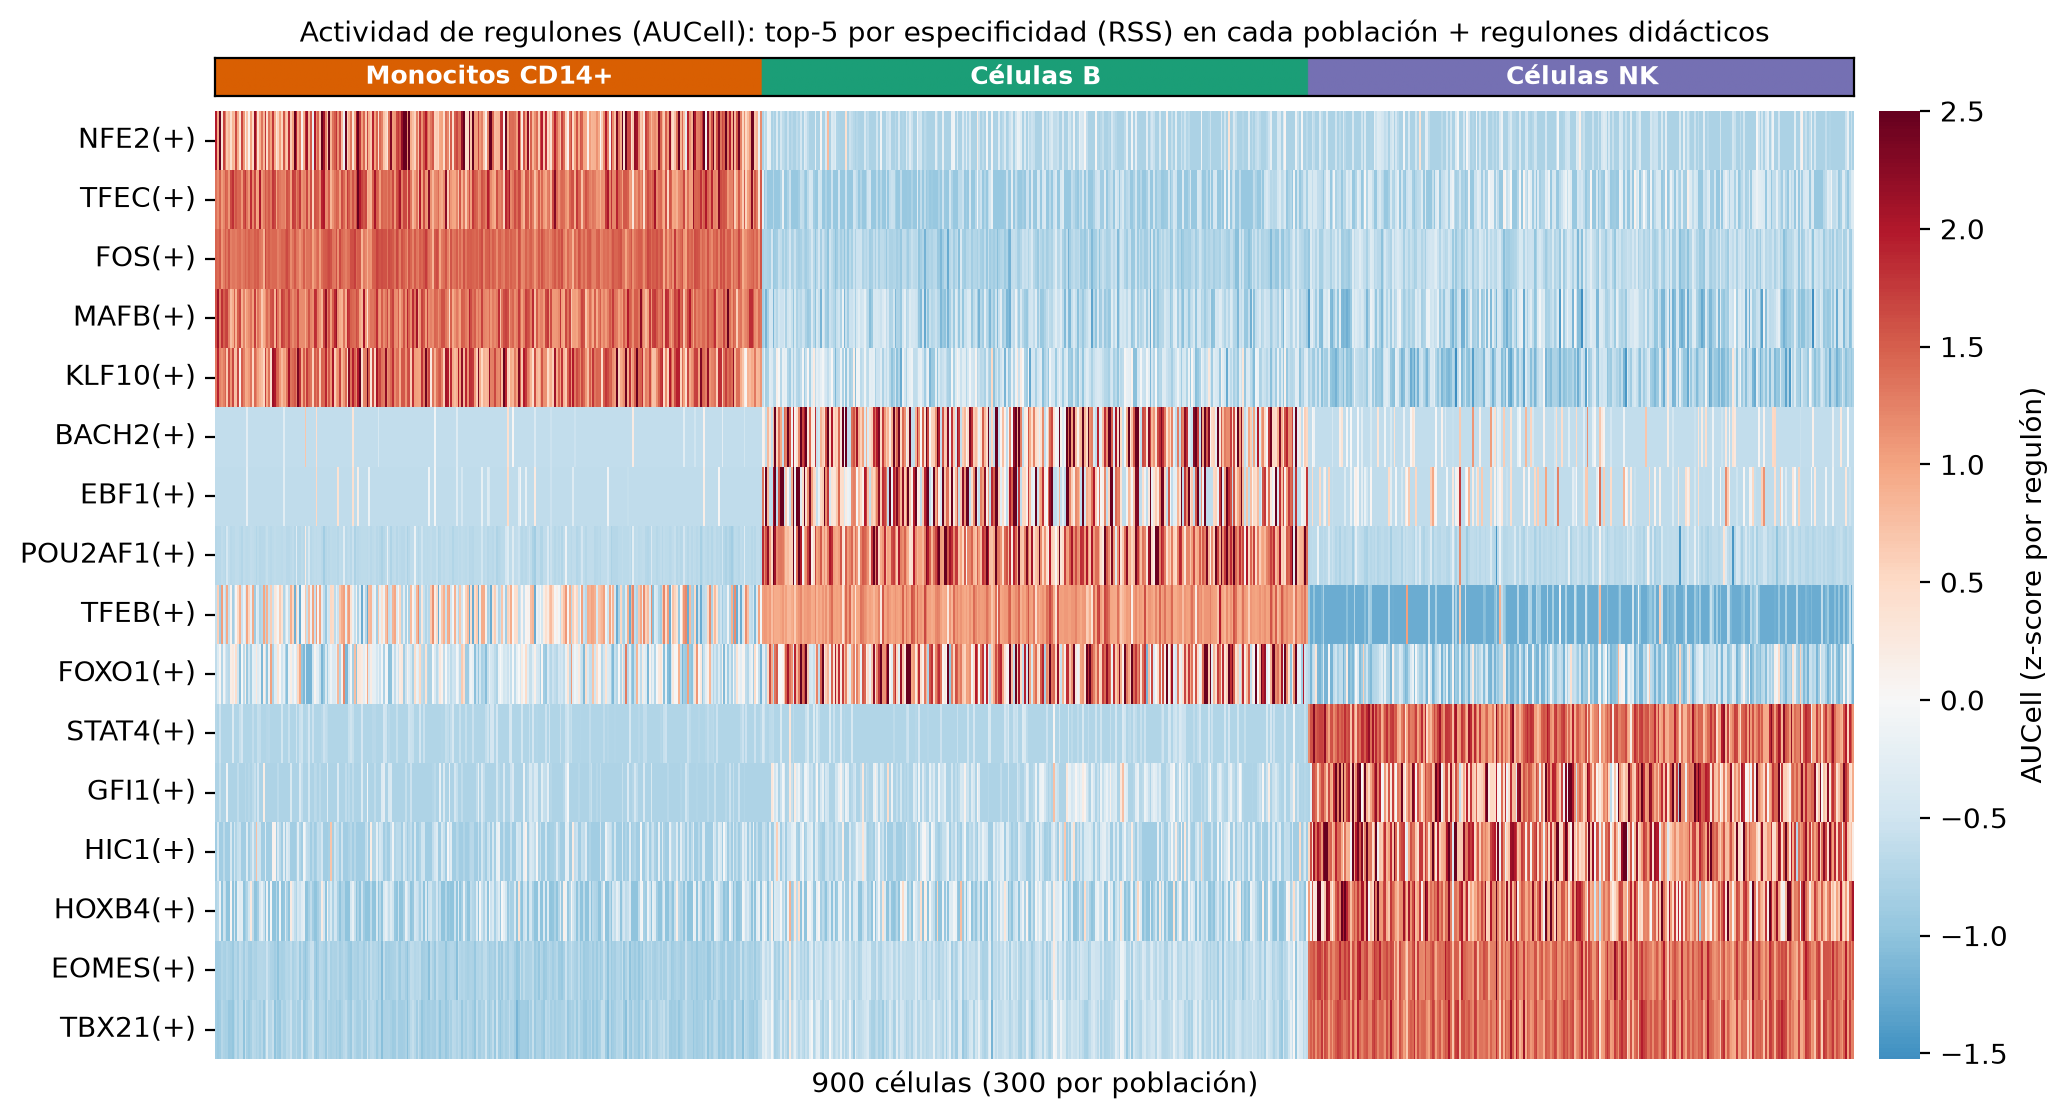 Actividad de regulones (AUCell): top-5 por especificidad (RSS) en cada población + regulones didácticos
Monocitos CD14+
Células B
Células NK
NFE2(+)
TFEC(+)
FOS(+)
MAFB(+)
KLF10(+)
BACH2(+)
EBF1(+)
POU2AF1(+)
TFEB(+)
FOXO1(+)
STAT4(+)
GFI1(+)
HIC1(+)
HOXB4(+)
EOMES(+)
TBX21(+)
900 células (300 por población)
2.5
2.0
1.5
1.0
0.5
0.0
−0.5
−1.0
−1.5
AUCell (z-score por regulón)